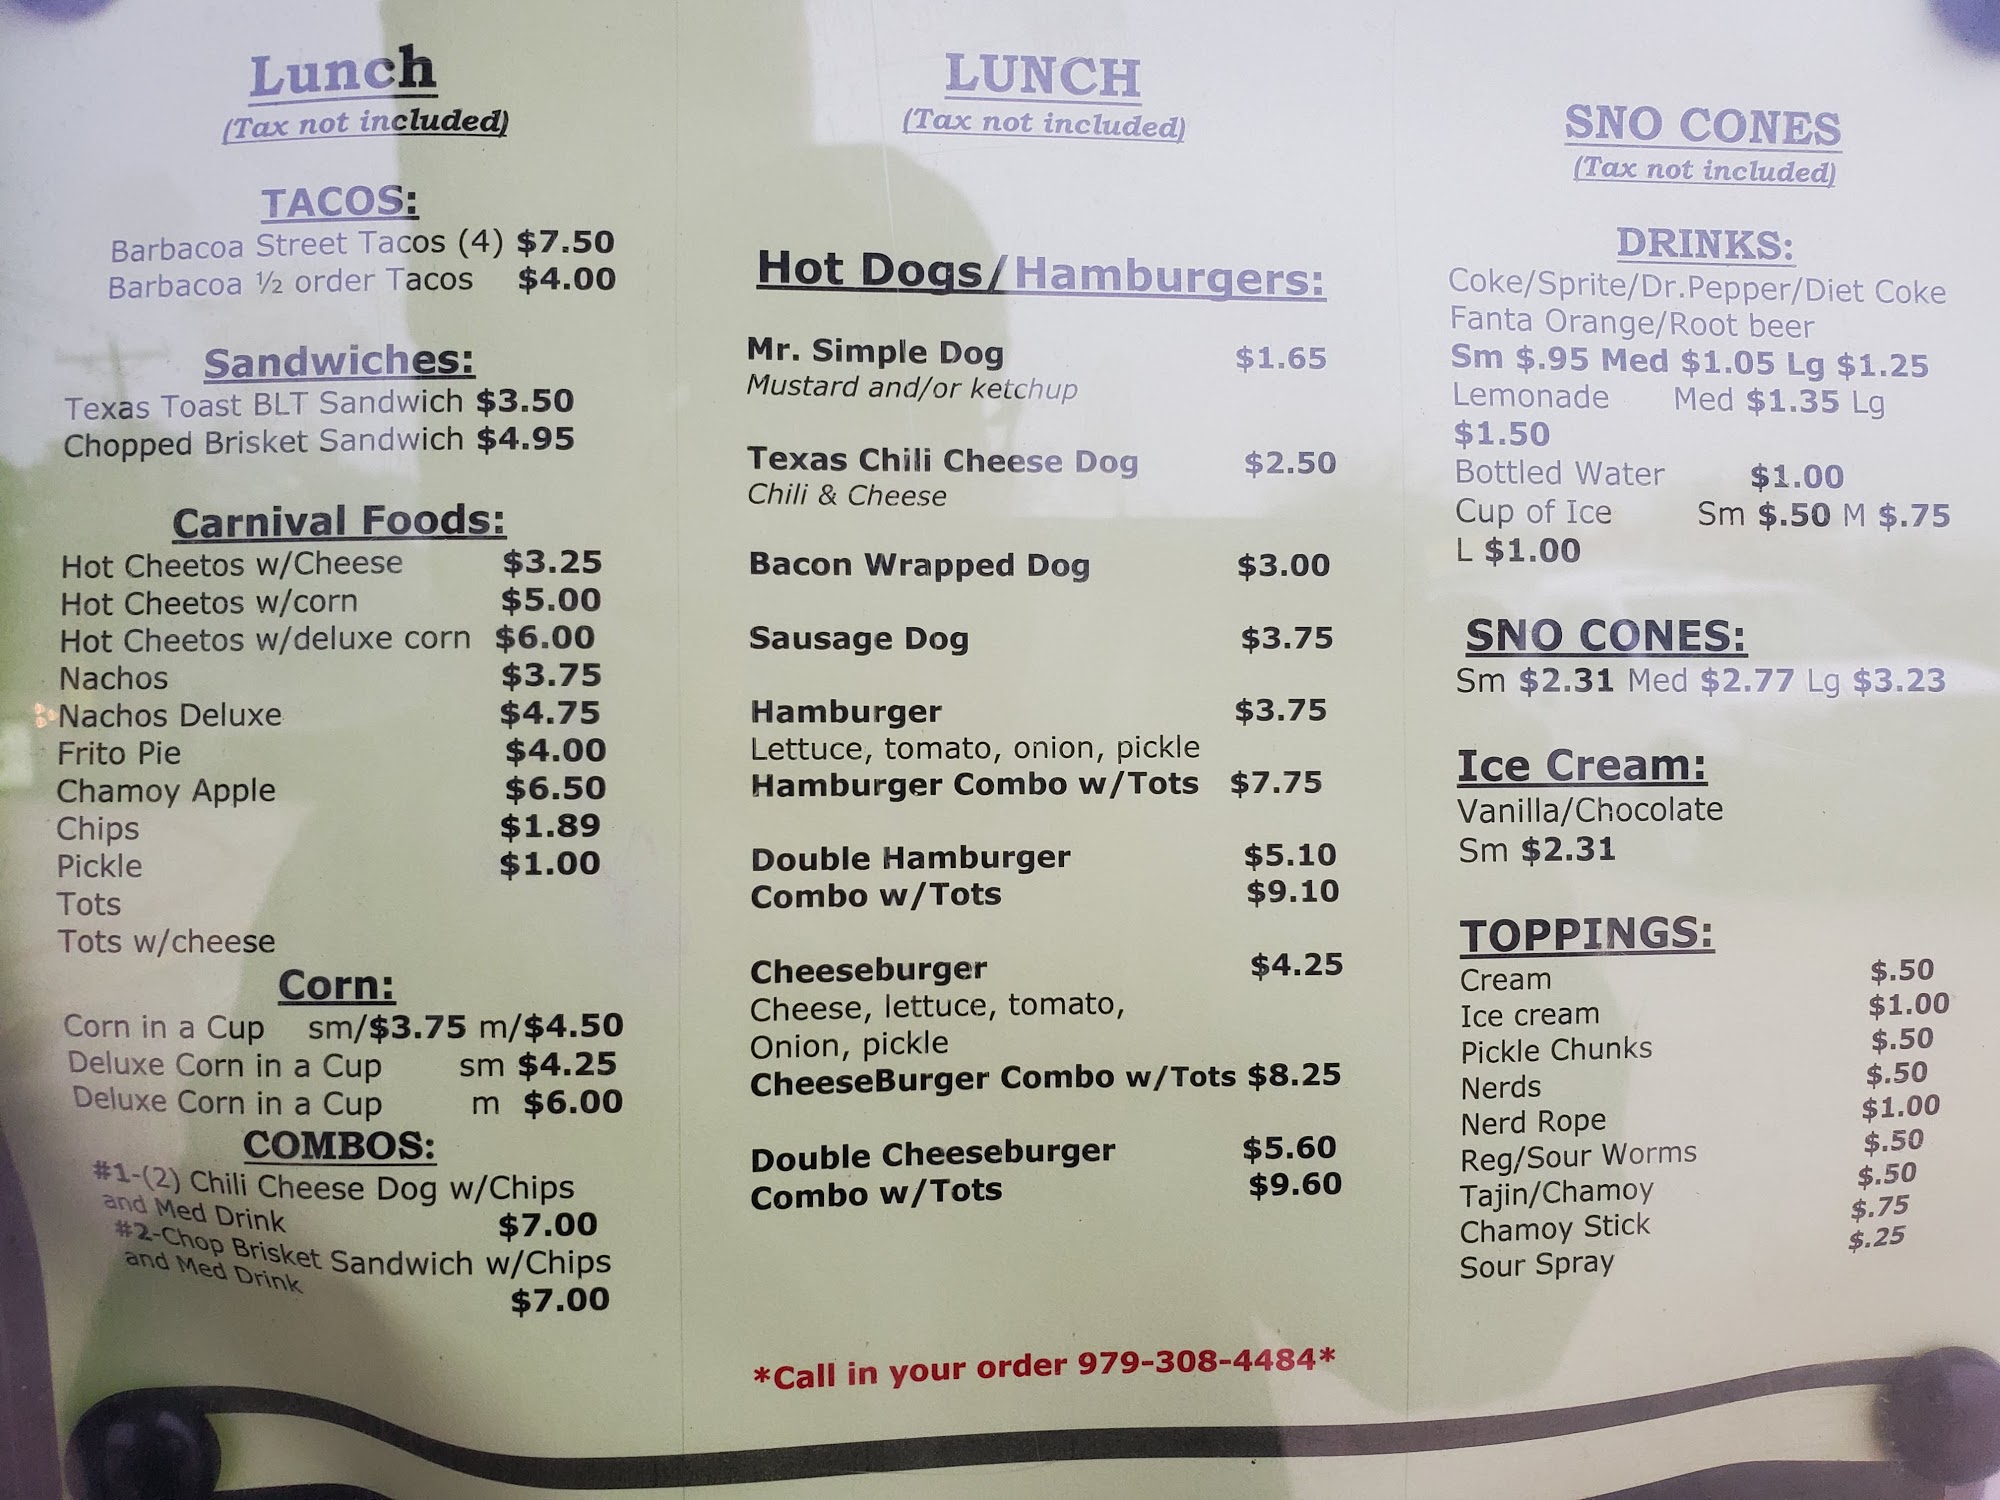 Lunch
(Tax not included)
TACOS:
Barbacoa Street Tacos (4) $7.50
Barbacoa ½ order Tacos $4.00
Sandwiches:
Texas Toast BLT Sandwich $3.50
Chopped Brisket Sandwich $4.95
Carnival Foods:
Hot Cheetos w/Cheese $3.25
Hot Cheetos w/corn $5.00
Hot Cheetos w/deluxe corn $6.00
Nachos $3.75
Nachos Deluxe $4.75
Frito Pie $4.00
Chamoy Apple $6.50
Chips $1.89
Pickle $1.00
Tots
Tots w/cheese
Corn:
Corn in a Cup sm/$3.75 m/$4.50
Deluxe Corn in a Cup sm $4.25
Deluxe Corn in a Cup m $6.00
COMBOS:
#1-(2) Chili Cheese Dog w/Chips
and Med Drink $7.00
#2-Chop Brisket Sandwich w/Chips
and Med Drink
$7.00
LUNCH
(Tax not included)
Hot Dogs/Hamburgers:
Mr. Simple Dog $1.65
Mustard and/or ketchup
Texas Chili Cheese Dog $2.50
Chili & Cheese
Bacon Wrapped Dog $3.00
Sausage Dog $3.75
Hamburger $3.75
Lettuce, tomato, onion, pickle
Hamburger Combo w/Tots $7.75
Double Hamburger $5.10
Combo w/Tots $9.10
Cheeseburger $4.25
Cheese, lettuce, tomato,
Onion, pickle
CheeseBurger Combo w/Tots $8.25
Double Cheeseburger $5.60
Combo w/Tots $9.60
*Call in your order 979-308-4484*
SNO CONES
(Tax not included)
DRINKS:
Coke/Sprite/Dr.Pepper/Diet Coke
Fanta Orange/Root beer
Sm $.95 Med $1.05 Lg $1.25
Lemonade Med $1.35 Lg
$1.50
Bottled Water $1.00
Cup of Ice Sm $.50 M $.75
L $1.00
SNO CONES:
Sm $2.31 Med $2.77 Lg $3.23
Ice Cream:
Vanilla/Chocolate
Sm $2.31
TOPPINGS:
Cream $.50
Ice cream $1.00
Pickle Chunks $.50
Nerds $.50
Nerd Rope $1.00
Reg/Sour Worms $.50
Tajin/Chamoy $.50
Chamoy Stick $.75
Sour Spray $.25